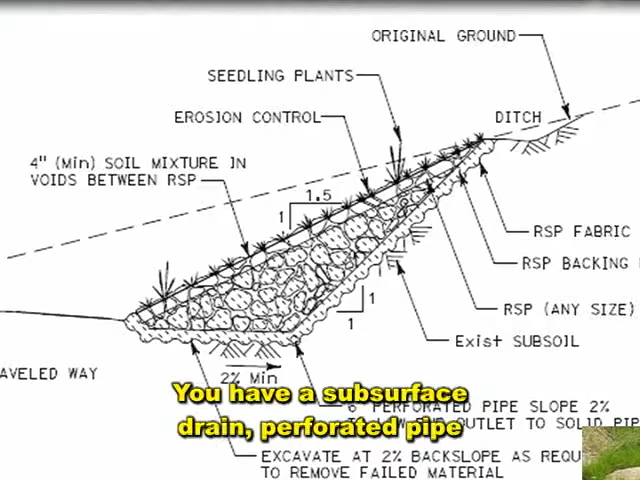 ORIGINAL GROUND
SEEDLING PLANTS
EROSION CONTROL
DITCH
4" (Min) SOIL MIXTURE IN
VOIDS BETWEEN RSP
1.5
1
RSP FABRIC
RSP BACKING
1
1
RSP (ANY SIZE)
Exist SUBSOIL
AVELED WAY
2% Min
You have a subsurface
drain, perforated pipe
6" PERFORATED PIPE SLOPE 2%
OUTLET TO SOLID PIP
EXCAVATE AT 2% BACKSLOPE AS REQU
TO REMOVE FAILED MATERIAL